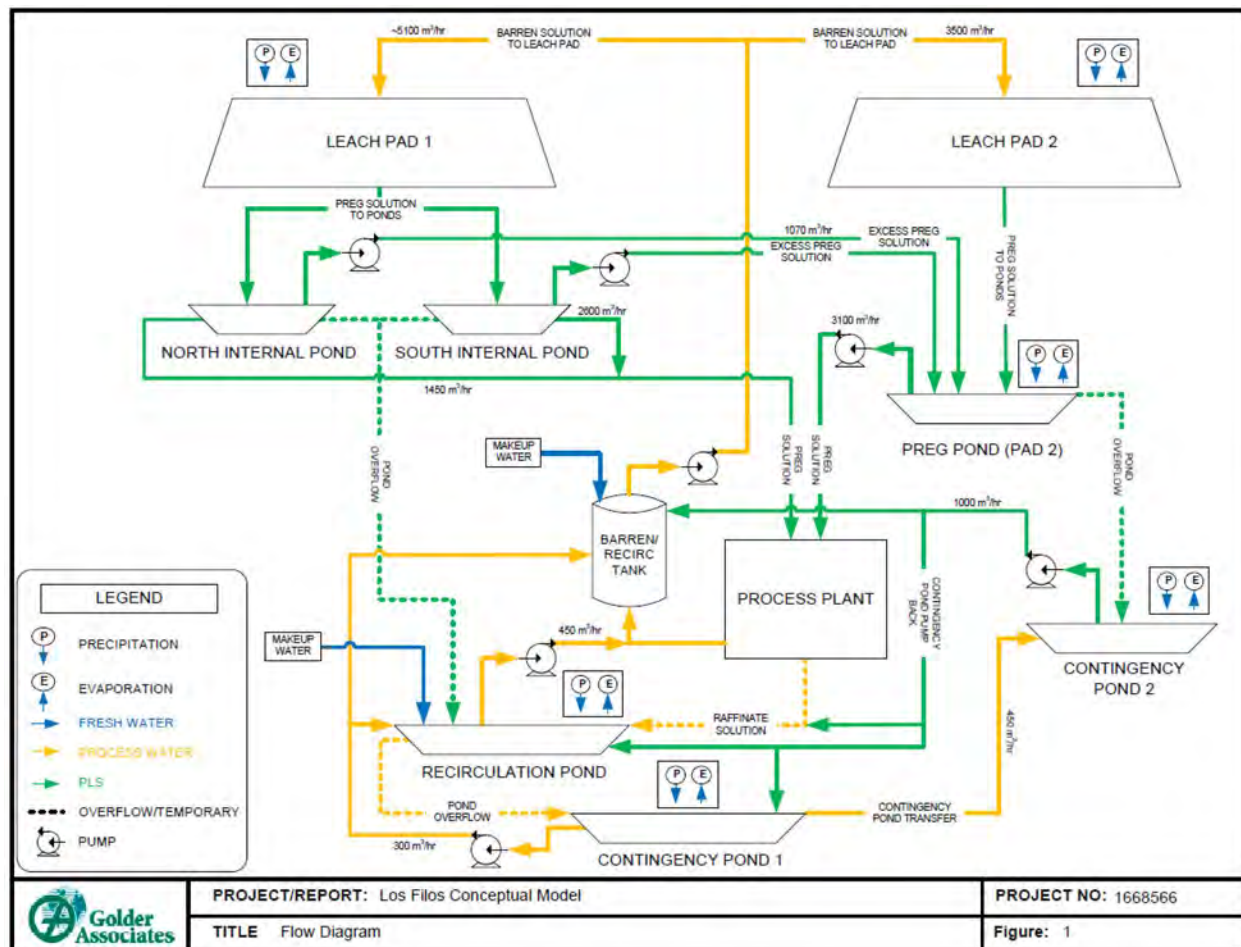 ~5100 m³/hr
BARREN SOLUTION
TO LEACH PAD
BARREN SOLUTION
TO LEACH PAD
3500 m³/hr
P
E
P
E
LEACH PAD 1
LEACH PAD 2
PREG SOLUTION
TO PONDS
1070 m³/hr
EXCESS PREG
SOLUTION
EXCESS PREG
SOLUTION
PREG SOLUTION
TO PONDS
2600 m³/hr
NORTH INTERNAL POND
SOUTH INTERNAL POND
3100 m³/hr
P
E
1450 m³/hr
PREG POND (PAD 2)
POND
OVERFLOW
MAKEUP
WATER
PREG
SOLUTION
PREG
SOLUTION
POND
OVERFLOW
1000 m³/hr
BARREN/
RECIRC
TANK
PROCESS PLANT
CONTINGENCY
POND PUMP
BACK
P
E
LEGEND
P
PRECIPITATION
E
EVAPORATION
FRESH WATER
PROCESS WATER
PLS
OVERFLOW/TEMPORARY
PUMP
MAKEUP
WATER
450 m³/hr
P
E
CONTINGENCY
POND 2
RAFFINATE
SOLUTION
450 m³/hr
RECIRCULATION POND
P
E
POND
OVERFLOW
CONTINGENCY
POND TRANSFER
300 m³/hr
CONTINGENCY POND 1
Golder
Associates
PROJECT/REPORT: Los Filos Conceptual Model
PROJECT NO: 1668566
TITLE Flow Diagram
Figure: 1